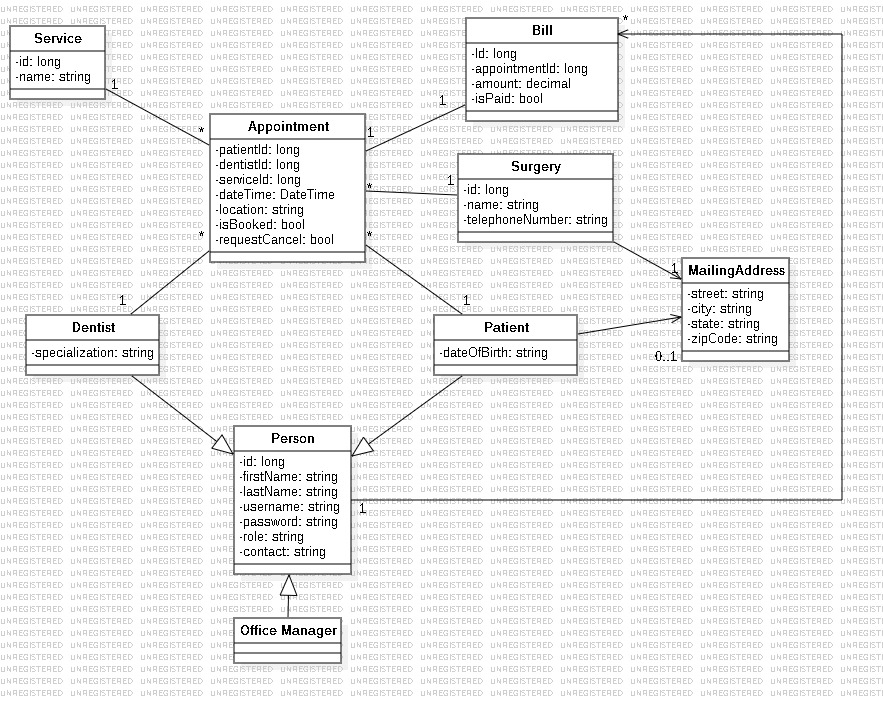 Service
-id: long
-name: string
1
*
Bill
-Id: long
-appointmentId: long
-amount: decimal
-isPaid: bool
*
1
Appointment
-patientId: long
-dentistId: long
-serviceId: long
-dateTime: DateTime
-location: string
-isBooked: bool
-requestCancel: bool
1
*
*
*
Surgery
-id: long
-name: string
-telephoneNumber: string
1
1
MailingAddress
-street: string
-city: string
-state: string
-zipCode: string
0..1
1
Dentist
-specialization: string
1
Patient
-dateOfBirth: string
Person
-id: long
-firstName: string
-lastName: string
-username: string
-password: string
-role: string
-contact: string
1
Office Manager
UNREGISTERED